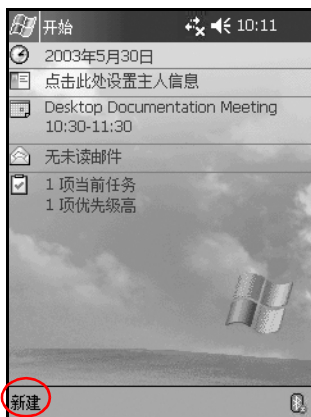 开始 10:11
2003年5月30日
点击此处设置主人信息
Desktop Documentation Meeting
10:30-11:30
无未读邮件
1 项当前任务
1 项优先级高
新建